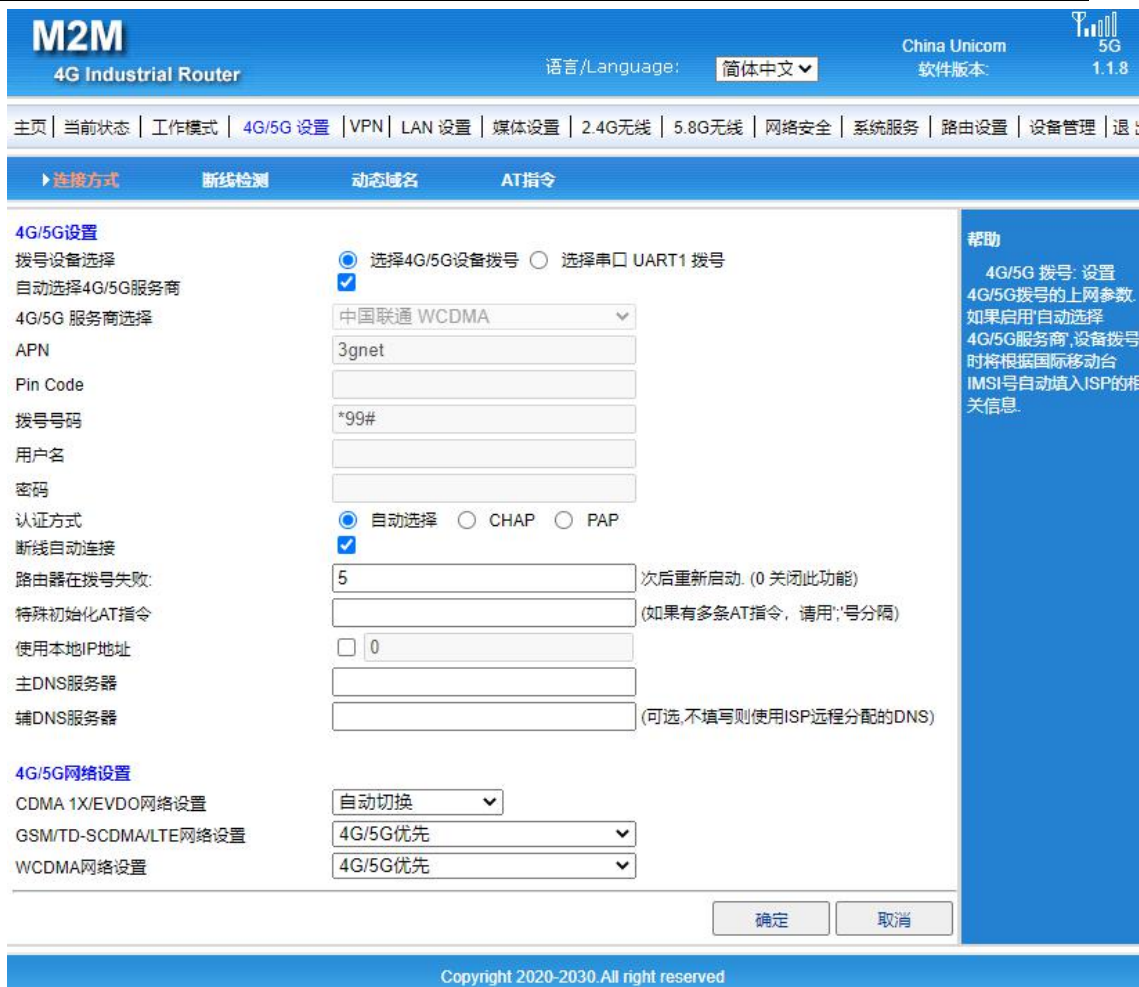 M2M
4G Industrial Router
语言/Language:
简体中文
China Unicom
5G
软件版本:
1.1.8
主页| 当前状态 | 工作模式 | 4G/5G 设置 |VPN| LAN 设置 | 媒体设置 | 2.4G无线 | 5.8G无线 | 网络安全 | 系统服务 | 路由设置 | 设备管理 |退
连接方式 断线检测 动态域名 AT指令
4G/5G设置
拨号设备选择 选择4G/5G设备拨号 选择串口 UART1 拨号
自动选择4G/5G服务商
4G/5G 服务商选择 中国联通 WCDMA
APN 3gnet
Pin Code
拨号号码 *99#
用户名
密码
认证方式 自动选择 CHAP PAP
断线自动连接
路由器在拨号失败: 5 次后重新启动. (0 关闭此功能)
特殊初始化AT指令 (如果有多条AT指令，请用';'号分隔)
使用本地IP地址 0
主DNS服务器
辅DNS服务器 (可选,不填写则使用ISP远程分配的DNS)
4G/5G网络设置
CDMA 1X/EVDO网络设置 自动切换
GSM/TD-SCDMA/LTE网络设置 4G/5G优先
WCDMA网络设置 4G/5G优先
确定 取消
帮助
4G/5G 拨号: 设置
4G/5G拨号的上网参数.
如果启用'自动选择
4G/5G服务商',设备拨号
时将根据国际移动台
IMSI号自动填入ISP的相
关信息.
Copyright 2020-2030.All right reserved